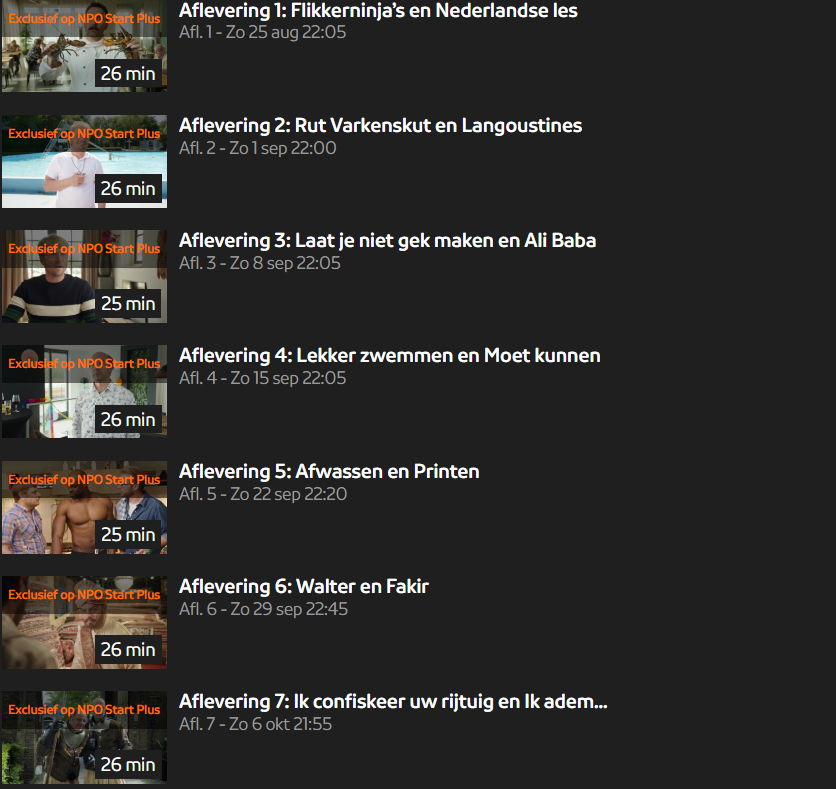 Exclusief op NPO Start Plus
26 min
Aflevering 1: Flikkerninja's en Nederlandse les
Afl. 1 - Zo 25 aug 22:05
Exclusief op NPO Start Plus
26 min
Aflevering 2: Rut Varkenskut en Langoustines
Afl. 2 - Zo 1 sep 22:00
Exclusief op NPO Start Plus
25 min
Aflevering 3: Laat je niet gek maken en Ali Baba
Afl. 3 - Zo 8 sep 22:05
Exclusief op NPO Start Plus
26 min
Aflevering 4: Lekker zwemmen en Moet kunnen
Afl. 4 - Zo 15 sep 22:05
Exclusief op NPO Start Plus
25 min
Aflevering 5: Afwassen en Printen
Afl. 5 - Zo 22 sep 22:20
Exclusief op NPO Start Plus
26 min
Aflevering 6: Walter en Fakir
Afl. 6 - Zo 29 sep 22:45
Exclusief op NPO Start Plus
26 min
Aflevering 7: Ik confiskeer uw rijtuig en Ik adem...
Afl. 7 - Zo 6 okt 21:55